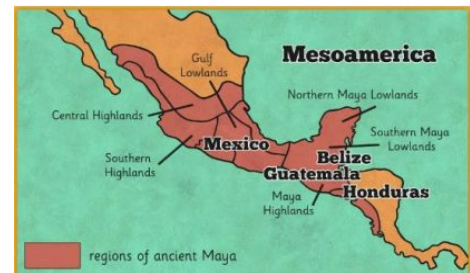 Mesoamerica
Gulf
Lowlands
Northern Maya Lowlands
Central Highlands
Southern Maya
Lowlands
Mexico
Belize
Southern
Highlands
Guatemala
Maya
Highlands
Honduras
regions of ancient Maya